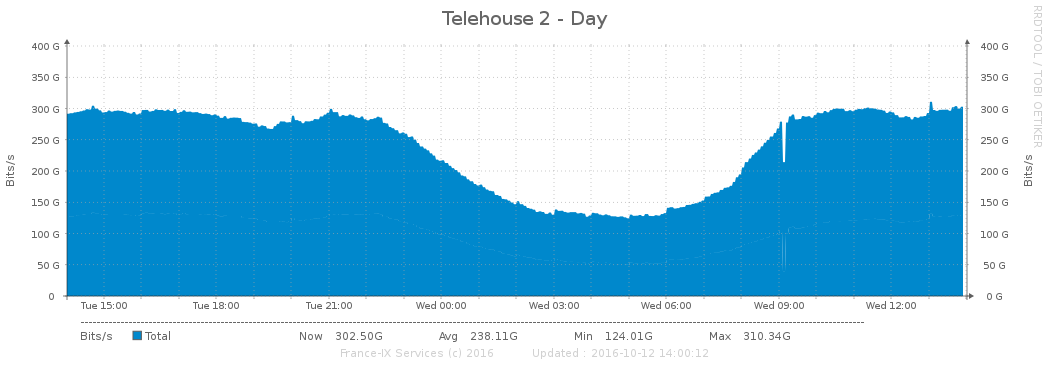 Telehouse 2 - Day
RRDTOOL / TOBI OETIKER
Bits/s
400 G 400 G
350 G 350 G
300 G 300 G
250 G 250 G
200 G 200 G
150 G 150 G
100 G 100 G
50 G 50 G
0 0 G
Bits/s
Tue 15:00 Tue 18:00 Tue 21:00 Wed 00:00 Wed 03:00 Wed 06:00 Wed 09:00 Wed 12:00
Bits/s Total Now 302.50G Avg 238.11G Min 124.01G Max 310.34G
France-IX Services (c) 2016 Updated : 2016-10-12 14:00:12